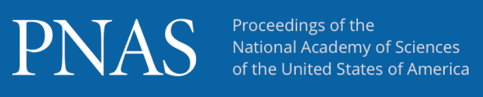 PNAS
Proceedings of the
National Academy of Sciences
of the United States of America